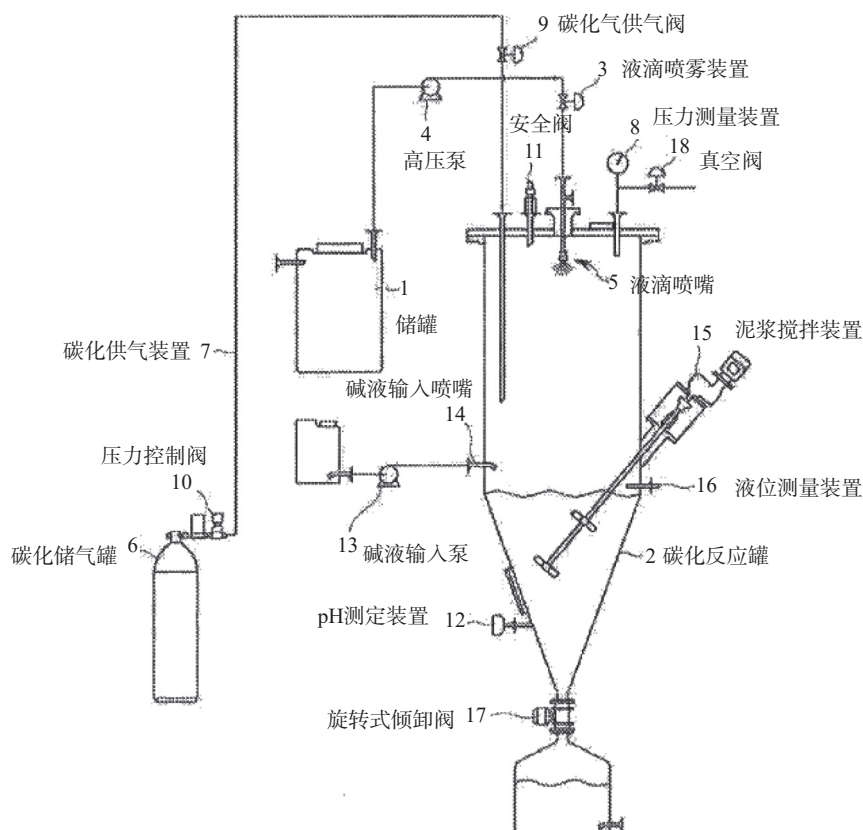 9 碳化气供气阀
3 液滴喷雾装置
4
高压泵
安全阀
11
8 压力测量装置
18 真空阀
1
储罐
5 液滴喷嘴
碳化供气装置 7
泥浆搅拌装置
15
碱液输入喷嘴
14
压力控制阀
10
16 液位测量装置
13
碱液输入泵
碳化储气罐 6
2 碳化反应罐
pH测定装置 12
旋转式倾卸阀 17